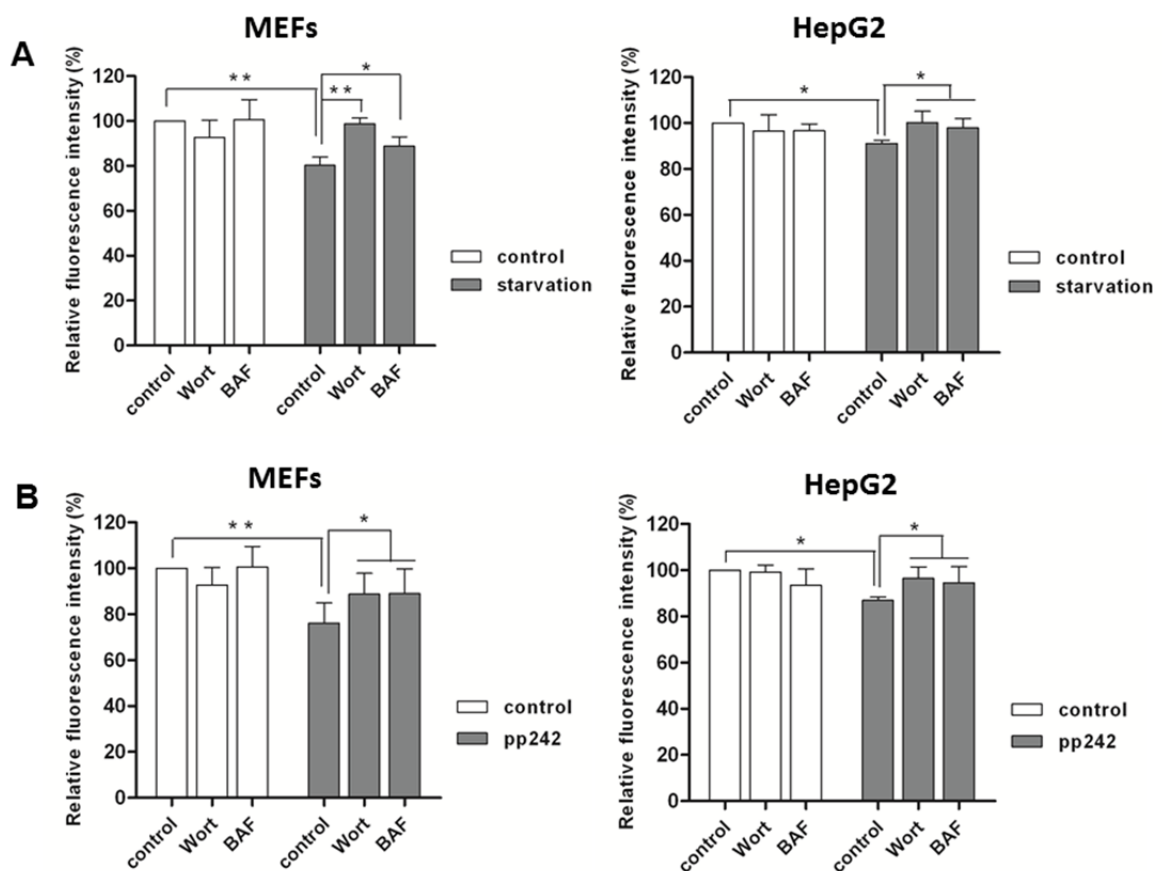 A
MEFs
Relative fluorescence intensity (%)
120
100
80
60
40
20
0
* *
* *
*
control
Wort
BAF
control
Wort
BAF
control
starvation
HepG2
Relative fluorescence intensity (%)
120
100
80
60
40
20
0
*
*
control
Wort
BAF
control
Wort
BAF
control
starvation
B
MEFs
Relative fluorescence intensity (%)
120
100
80
60
40
20
0
* *
*
control
Wort
BAF
control
Wort
BAF
control
pp242
HepG2
Relative fluorescence intensity (%)
120
100
80
60
40
20
0
*
*
control
Wort
BAF
control
Wort
BAF
control
pp242